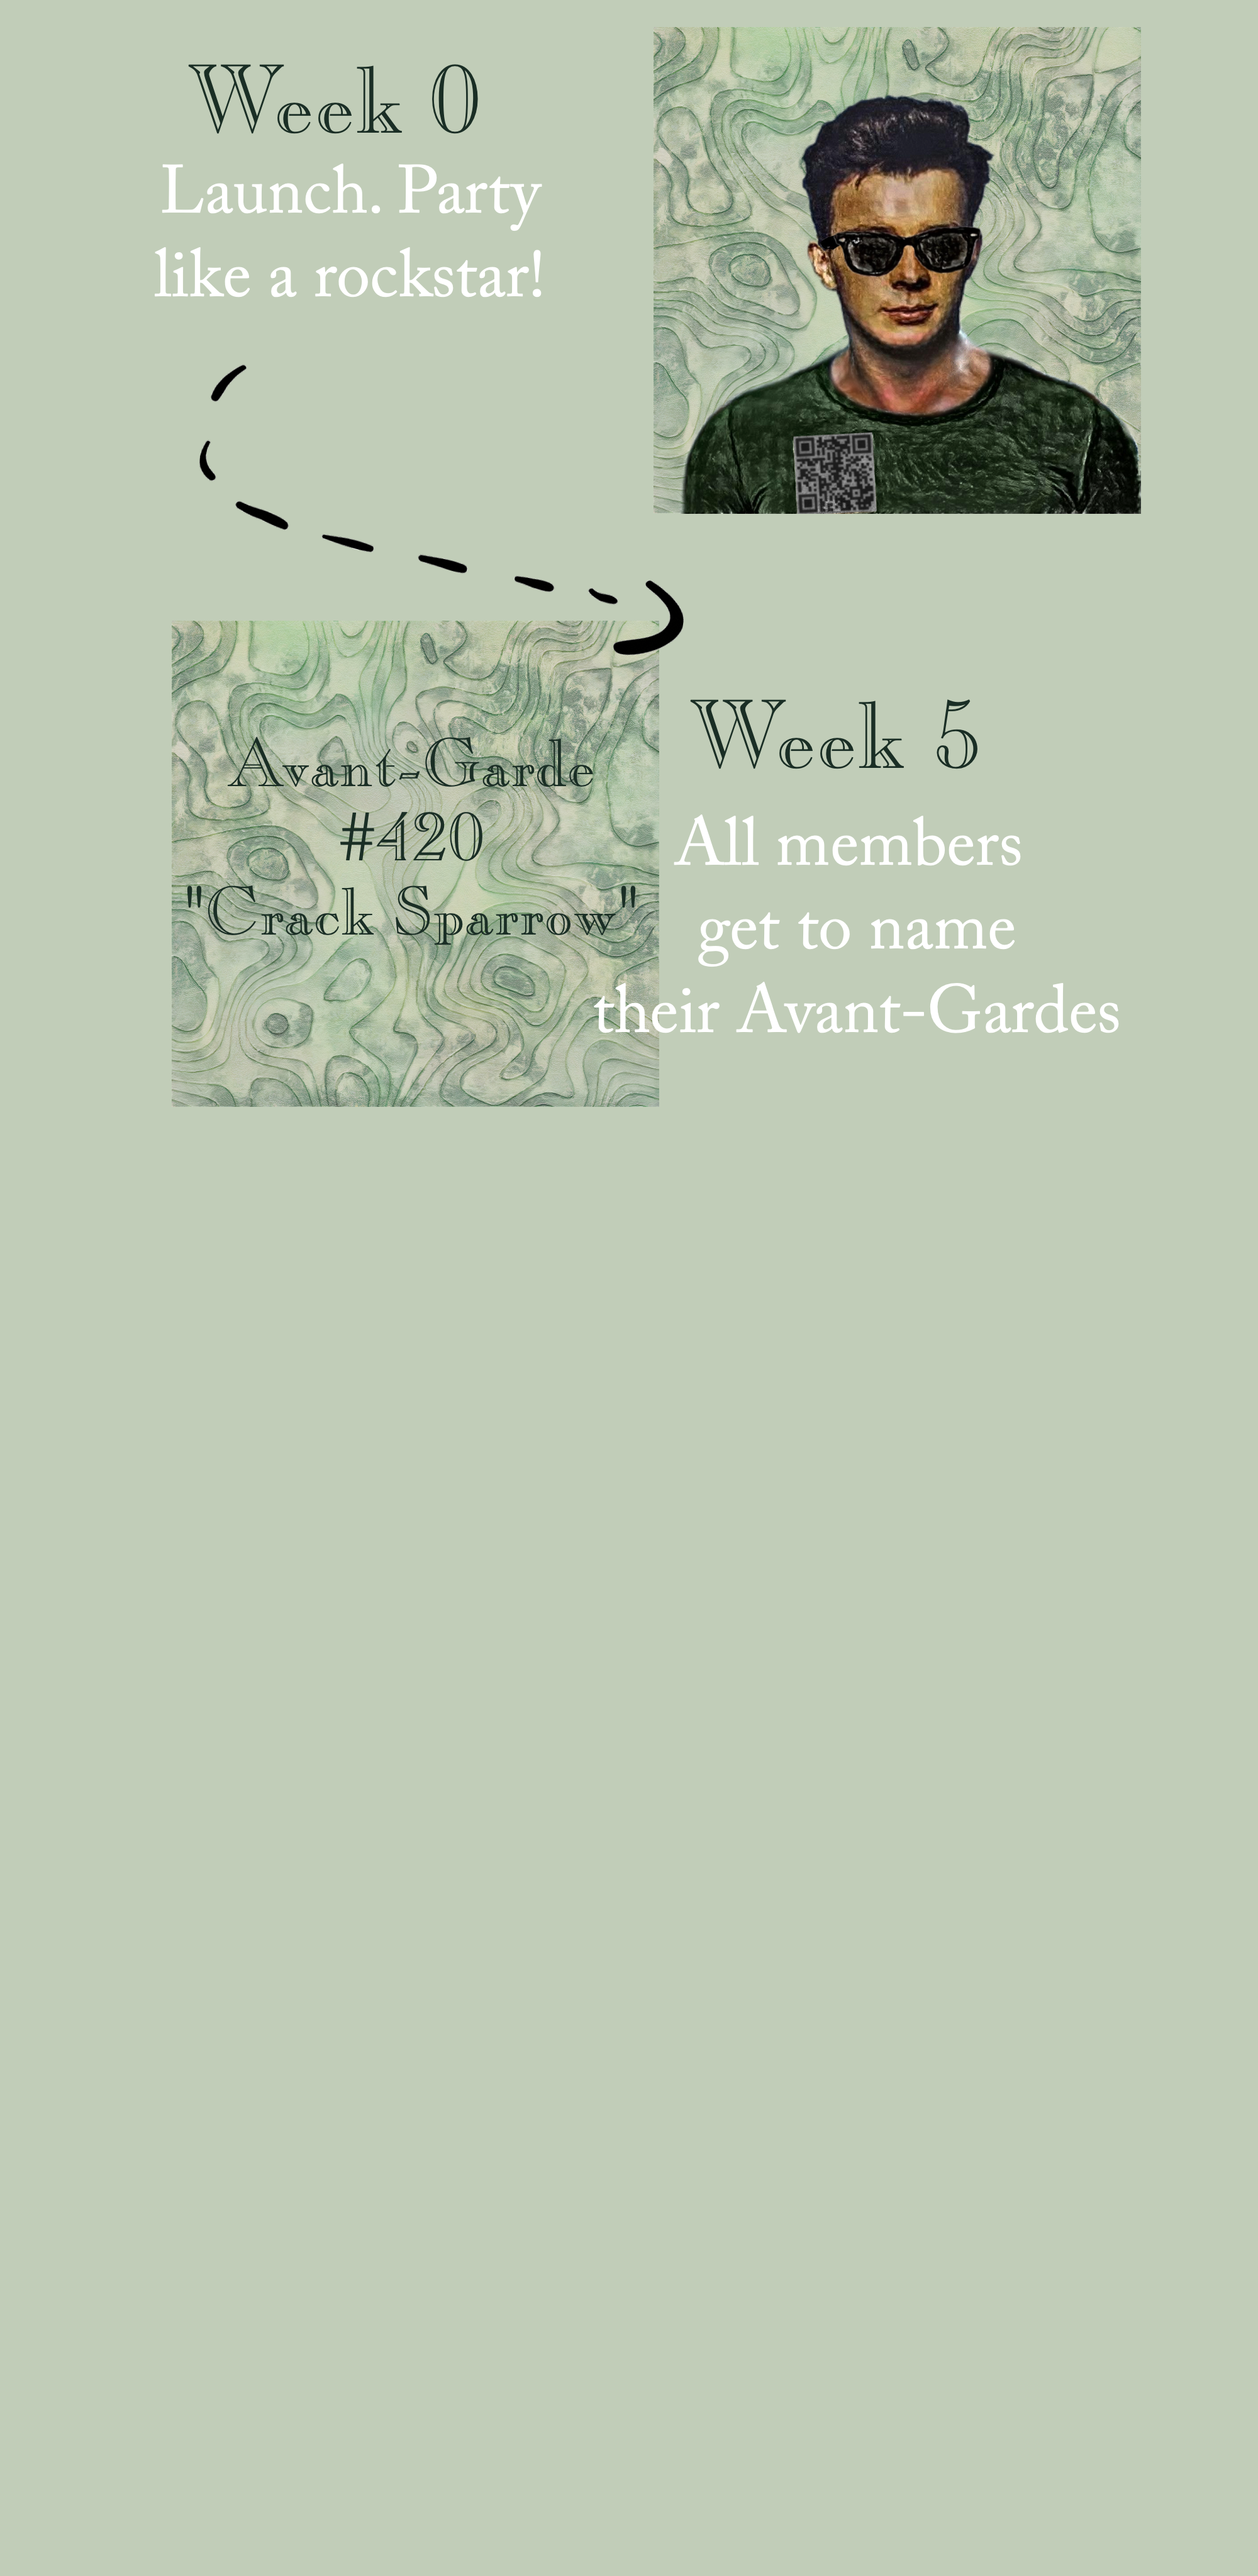 Week 0
Launch. Party
like a rockstar!
Avant-Garde
#420
"Crack Sparrow"
Week 5
All members
get to name
their Avant-Gardes